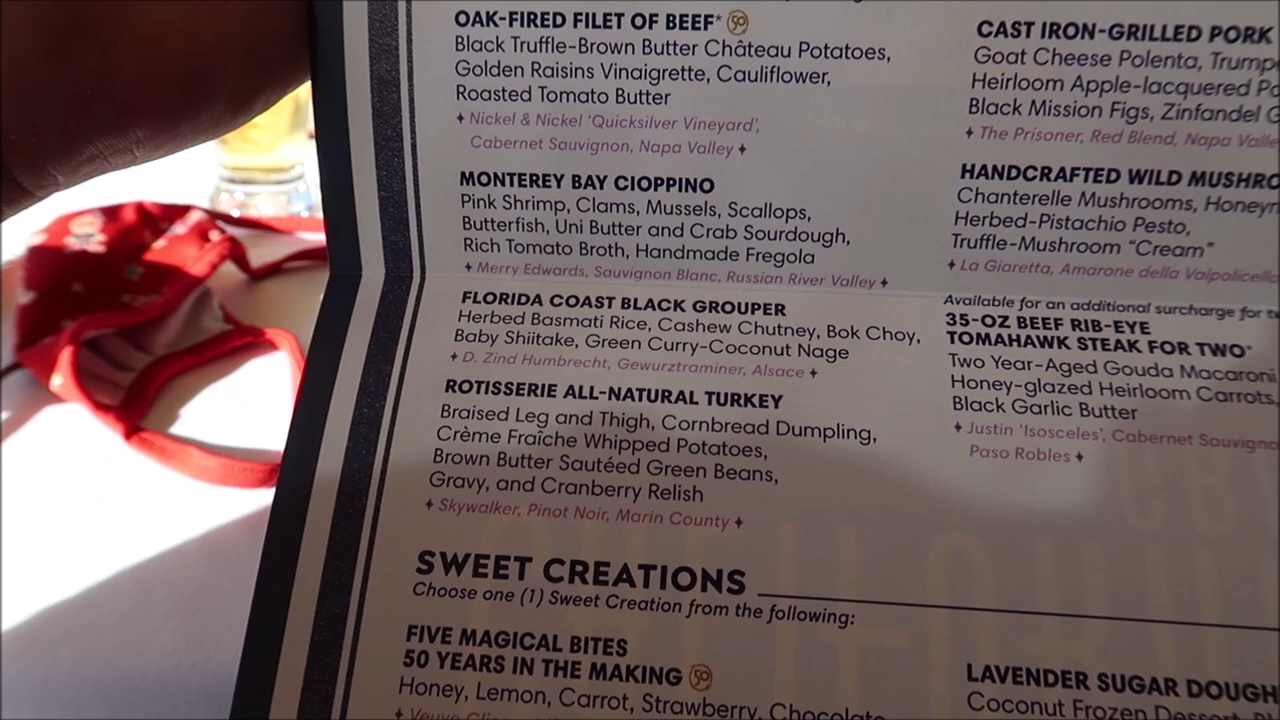 OAK-FIRED FILET OF BEEF* 50
Black Truffle-Brown Butter Château Potatoes,
Golden Raisins Vinaigrette, Cauliflower,
Roasted Tomato Butter
✦ Nickel & Nickel ‘Quicksilver Vineyard’,
Cabernet Sauvignon, Napa Valley ✦
MONTEREY BAY CIOPPINO
Pink Shrimp, Clams, Mussels, Scallops,
Butterfish, Uni Butter and Crab Sourdough,
Rich Tomato Broth, Handmade Fregola
✦ Merry Edwards, Sauvignon Blanc, Russian River Valley ✦
FLORIDA COAST BLACK GROUPER
Herbed Basmati Rice, Cashew Chutney, Bok Choy,
Baby Shiitake, Green Curry-Coconut Nage
✦ D. Zind Humbrecht, Gewurztraminer, Alsace ✦
ROTISSERIE ALL-NATURAL TURKEY
Braised Leg and Thigh, Cornbread Dumpling,
Crème Fraîche Whipped Potatoes,
Brown Butter Sautéed Green Beans,
Gravy, and Cranberry Relish
✦ Skywalker, Pinot Noir, Marin County ✦
CAST IRON-GRILLED PORK
Goat Cheese Polenta,
Heirloom Apple-lacquered
Black Mission Figs, Zinfandel
✦ The Prisoner, Red Blend, Napa
HANDCRAFTED WILD
Chanterelle Mushrooms,
Herbed-Pistachio Pesto,
Truffle-Mushroom “Cream”
✦ La Giaretta, Amarone della
Available for an additional surcharge for
35-OZ BEEF RIB-EYE
TOMAHAWK STEAK FOR TWO*
Two Year-Aged Gouda Macaroni
Honey-glazed Heirloom Carrots,
Black Garlic Butter
✦ Justin ‘Isosceles’, Cabernet
Paso Robles ✦
SWEET CREATIONS
Choose one (1) Sweet Creation from the following:
FIVE MAGICAL BITES
50 YEARS IN THE MAKING 50
Honey, Lemon, Carrot, Strawberry, Chocolate
LAVENDER SUGAR
Coconut Frozen Dessert,